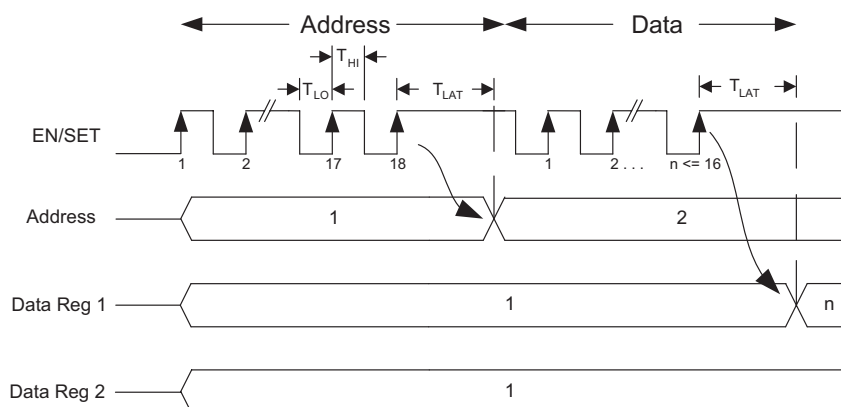 Address Data
T_HI
T_LO T_LAT T_LAT
EN/SET
1 2 17 18 1 2 . . . n <= 16
Address 1 2
Data Reg 1 1 n
Data Reg 2 1